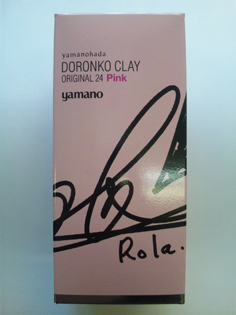 yamanohada
DORONKO CLAY
ORIGINAL 24 Pink
yamano
Rola.